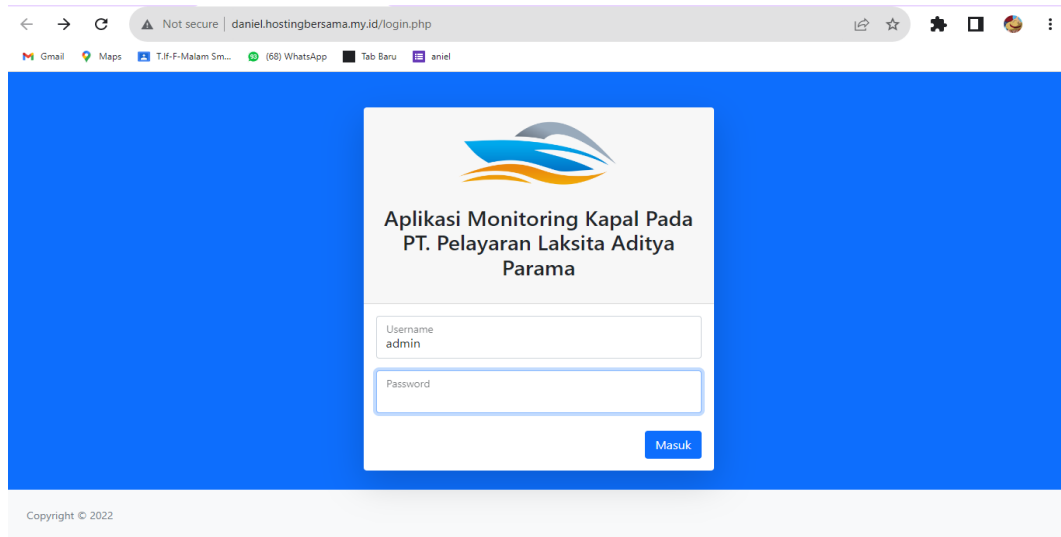 Not secure daniel.hostingbersama.my.id/login.php
Gmail Maps T.If-F-Malam Sm... (68) WhatsApp Tab Baru aniel
Aplikasi Monitoring Kapal Pada
PT. Pelayaran Laksita Aditya
Parama
Username
admin
Password
Masuk
Copyright © 2022